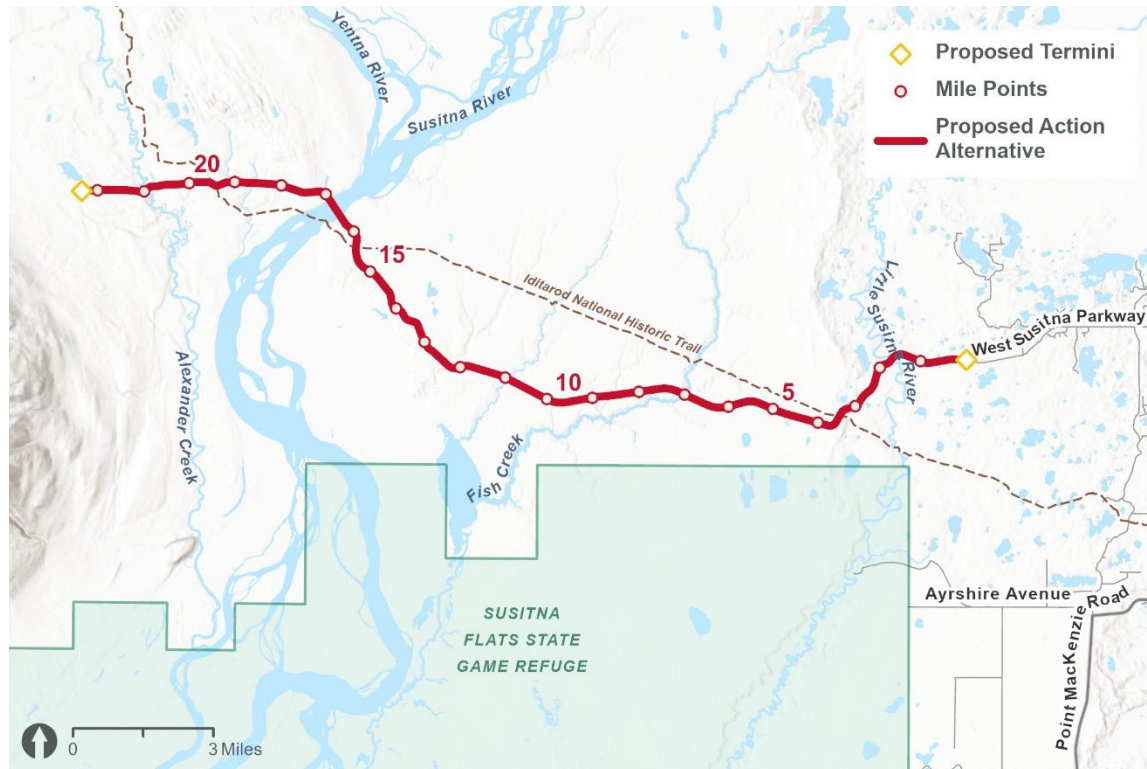 Yentna River
Susitna River
Proposed Termini
Mile Points
Proposed Action
Alternative
20
15
Iditarod National Historic Trail
Little Susitna River
West Susitna Parkway
Alexander Creek
10
5
Fish Creek
SUSITNA
FLATS STATE
GAME REFUGE
Ayrshire Avenue
Point MacKenzie Road
0
3 Miles